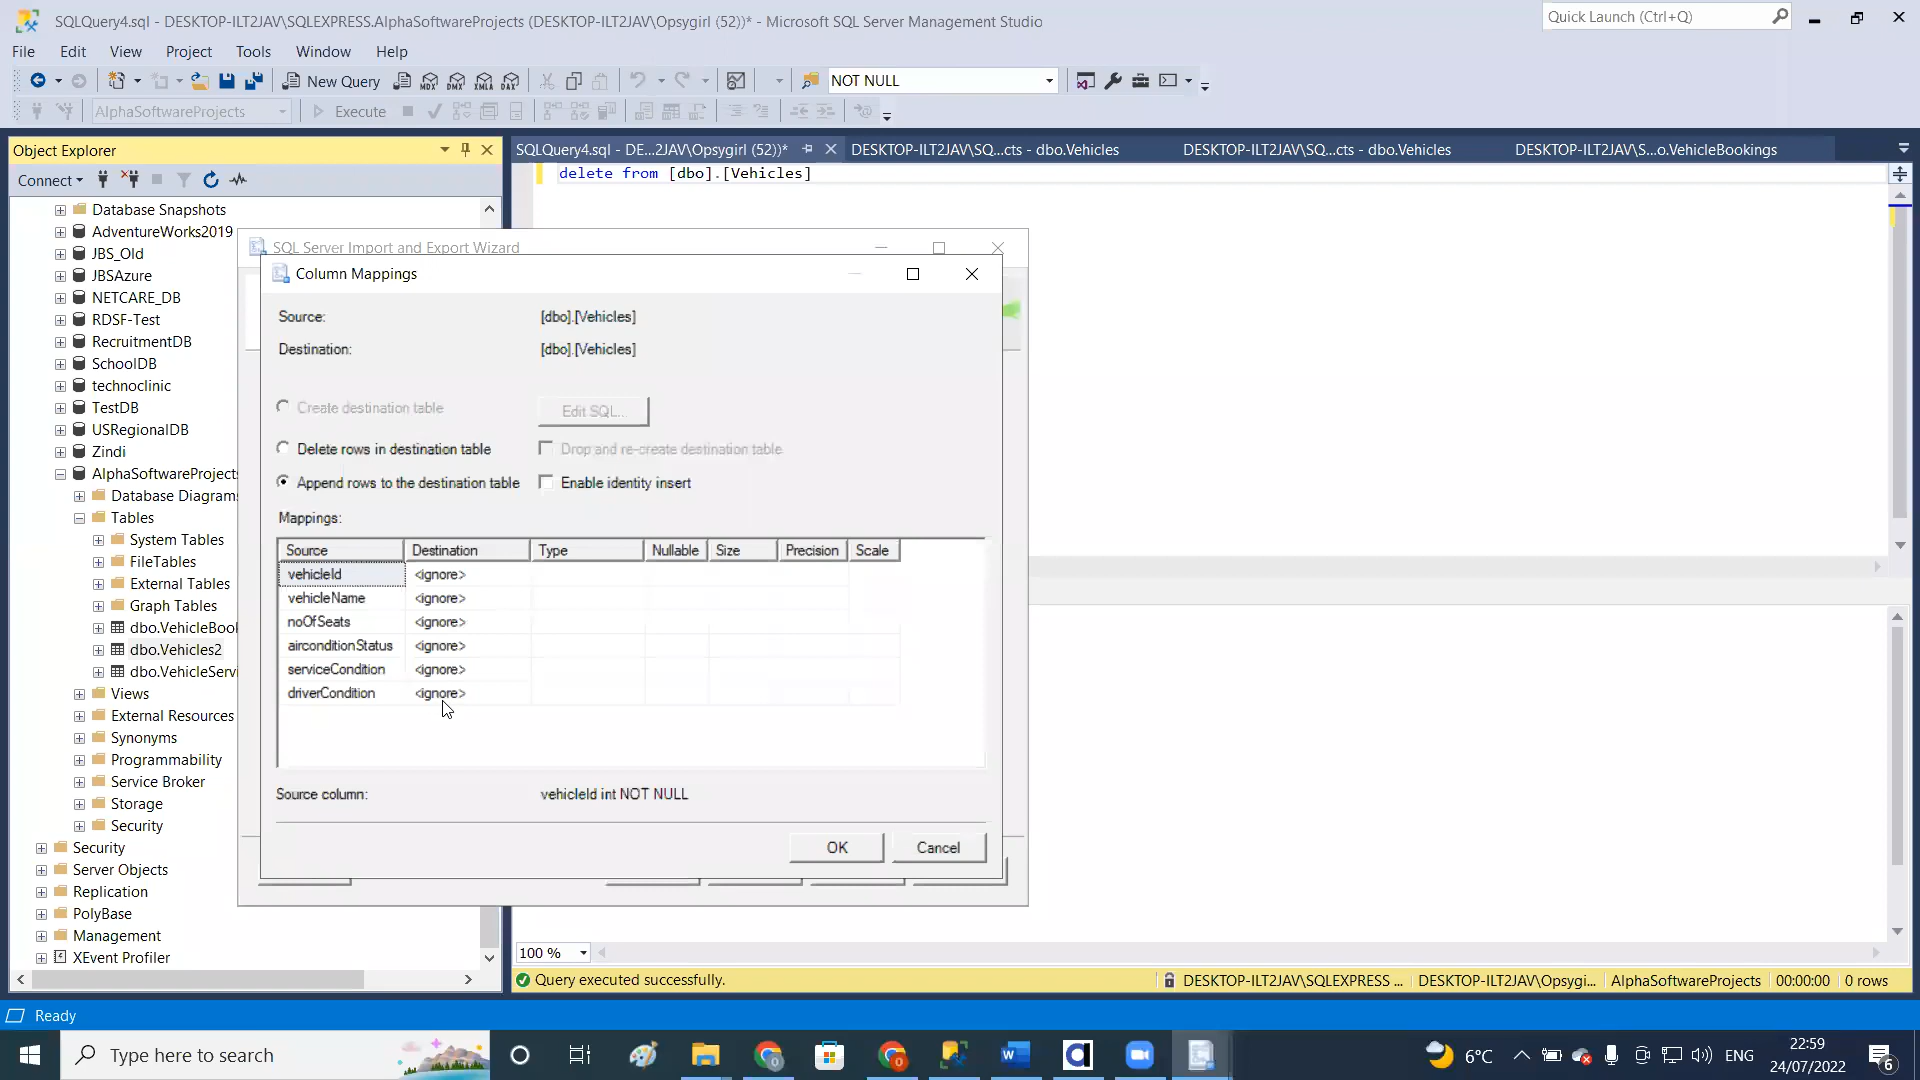 SQLQuery4.sql - DESKTOP-ILT2JAV\SQLEXPRESS.AlphaSoftwareProjects (DESKTOP-ILT2JAV\Opsygirl (52))* - Microsoft SQL Server Management Studio
Quick Launch (Ctrl+Q)
File Edit View Project Tools Window Help
New Query
MDX DMX XMLA DAX
NOT NULL
AlphaSoftwareProjects
Execute
Object Explorer
SQLQuery4.sql - DE...2JAV\Opsygirl (52))*
DESKTOP-ILT2JAV\SQ...cts - dbo.Vehicles
DESKTOP-ILT2JAV\SQ...cts - dbo.Vehicles
DESKTOP-ILT2JAV\S...o.VehicleBookings
Connect
delete from [dbo].[Vehicles]
Database Snapshots
AdventureWorks2019
JBS_Old
JBSAzure
NETCARE_DB
RDSF-Test
RecruitmentDB
SchoolDB
technoclinic
TestDB
USRegionalDB
Zindi
AlphaSoftwareProjects
Database Diagram
Tables
System Tables
FileTables
External Tables
Graph Tables
dbo.VehicleBool
dbo.Vehicles2
dbo.VehicleServi
Views
External Resources
Synonyms
Programmability
Service Broker
Storage
Security
Security
Server Objects
Replication
PolyBase
Management
XEvent Profiler
SQL Server Import and Export Wizard
Column Mappings
Source: [dbo].[Vehicles]
Destination: [dbo].[Vehicles]
Create destination table
Edit SQL...
Delete rows in destination table
Drop and re-create destination table
Append rows to the destination table
Enable identity insert
Mappings:
Source Destination Type Nullable Size Precision Scale
vehicleId <ignore>
vehicleName <ignore>
noOfSeats <ignore>
airconditionStatus <ignore>
serviceCondition <ignore>
driverCondition <ignore>
Source column: vehicleId int NOT NULL
OK Cancel
100 %
Query executed successfully.
DESKTOP-ILT2JAV\SQLEXPRESS ...
DESKTOP-ILT2JAV\Opsygi...
AlphaSoftwareProjects
00:00:00
0 rows
Ready
Type here to search
6°C
ENG
22:59
24/07/2022
6